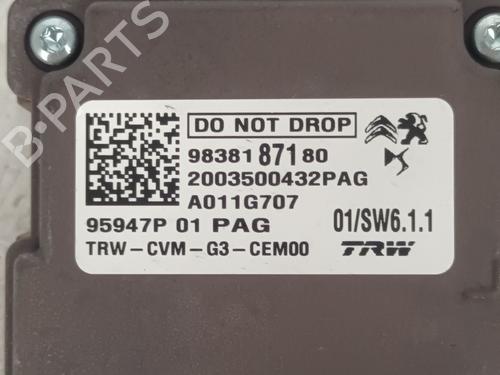 B-PARTS
DO NOT DROP
98381 871 80
2003500432PAG
A011G707
95947P 01 PAG
01/SW6.1.1
TRW-CVM-G3-CEM00
TRW